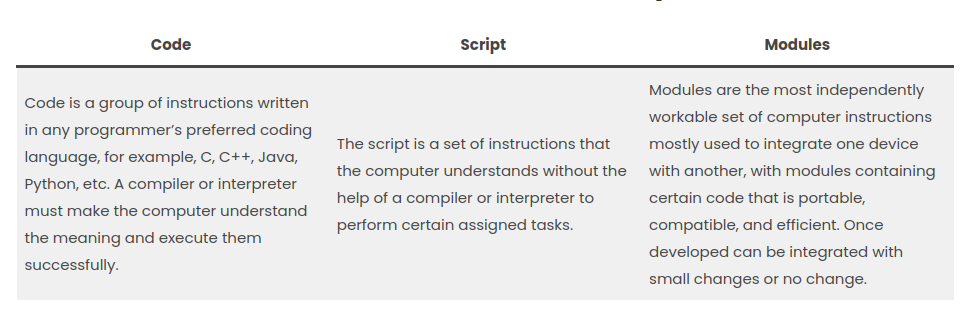 Code
Script
Modules
Code is a group of instructions written
in any programmer’s preferred coding
language, for example, C, C++, Java,
Python, etc. A compiler or interpreter
must make the computer understand
the meaning and execute them
successfully.
The script is a set of instructions that
the computer understands without the
help of a compiler or interpreter to
perform certain assigned tasks.
Modules are the most independently
workable set of computer instructions
mostly used to integrate one device
with another, with modules containing
certain code that is portable,
compatible, and efficient. Once
developed can be integrated with
small changes or no change.